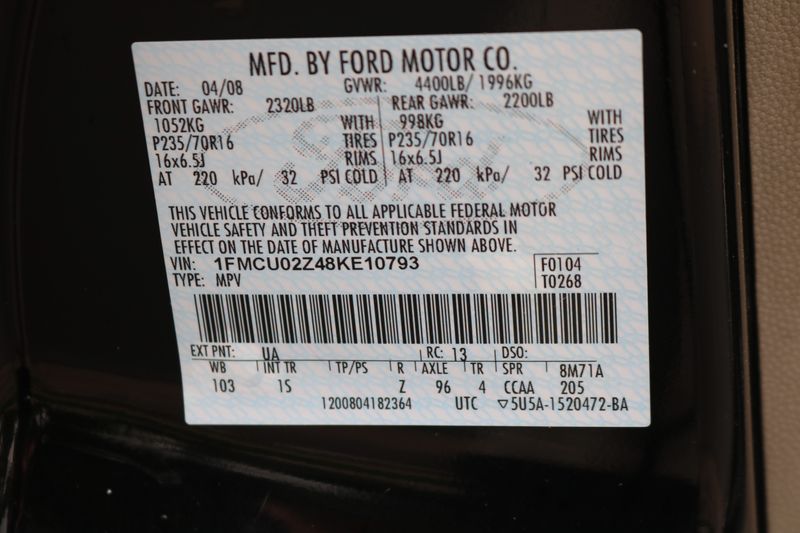 MFD. BY FORD MOTOR CO.
DATE: 04/08 GVWR: 4400LB/ 1996KG
FRONT GAWR: 2320LB REAR GAWR: 2200LB
1052KG WITH 998KG WITH
P235/70R16 TIRES P235/70R16 TIRES
16x6.5J RIMS 16x6.5J RIMS
AT 220 kPa/ 32 PSI COLD AT 220 kPa/ 32 PSI COLD
Ford
THIS VEHICLE CONFORMS TO ALL APPLICABLE FEDERAL MOTOR
VEHICLE SAFETY AND THEFT PREVENTION STANDARDS IN
EFFECT ON THE DATE OF MANUFACTURE SHOWN ABOVE.
VIN: 1FMCU02Z48KE10793 F0104
TYPE: MPV T0268
EXT PNT: UA RC: 13 DSO:
WB INT TR TP/PS R AXLE TR SPR 8M71A
103 1S Z 96 4 CCAA 205
1200804182364 UTC ▽5U5A-1520472-BA